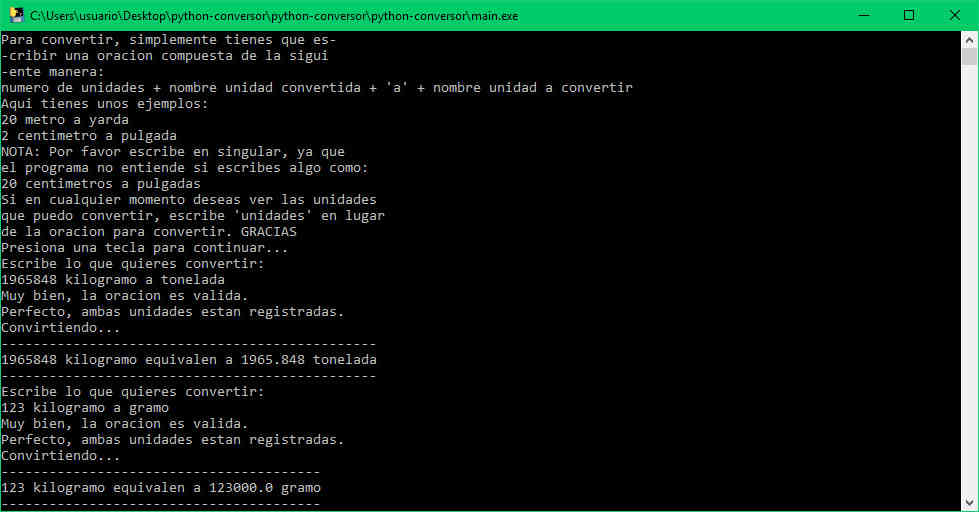 C:\Users\usuario\Desktop\python-conversor\python-conversor\python-conversor\main.exe
Para convertir, simplemente tienes que es-
-cribir una oracion compuesta de la sigui
-ente manera:
numero de unidades + nombre unidad convertida + 'a' + nombre unidad a convertir
Aqui tienes unos ejemplos:
20 metro a yarda
2 centimetro a pulgada
NOTA: Por favor escribe en singular, ya que
el programa no entiende si escribes algo como:
20 centimetros a pulgadas
Si en cualquier momento deseas ver las unidades
que puedo convertir, escribe 'unidades' en lugar
de la oracion para convertir. GRACIAS
Presiona una tecla para continuar...
Escribe lo que quieres convertir:
1965848 kilogramo a tonelada
Muy bien, la oracion es valida.
Perfecto, ambas unidades estan registradas.
Convirtiendo...
-----------------------------------------------
1965848 kilogramo equivalen a 1965.848 tonelada
-----------------------------------------------
Escribe lo que quieres convertir:
123 kilogramo a gramo
Muy bien, la oracion es valida.
Perfecto, ambas unidades estan registradas.
Convirtiendo...
----------------------------------------
123 kilogramo equivalen a 123000.0 gramo
----------------------------------------